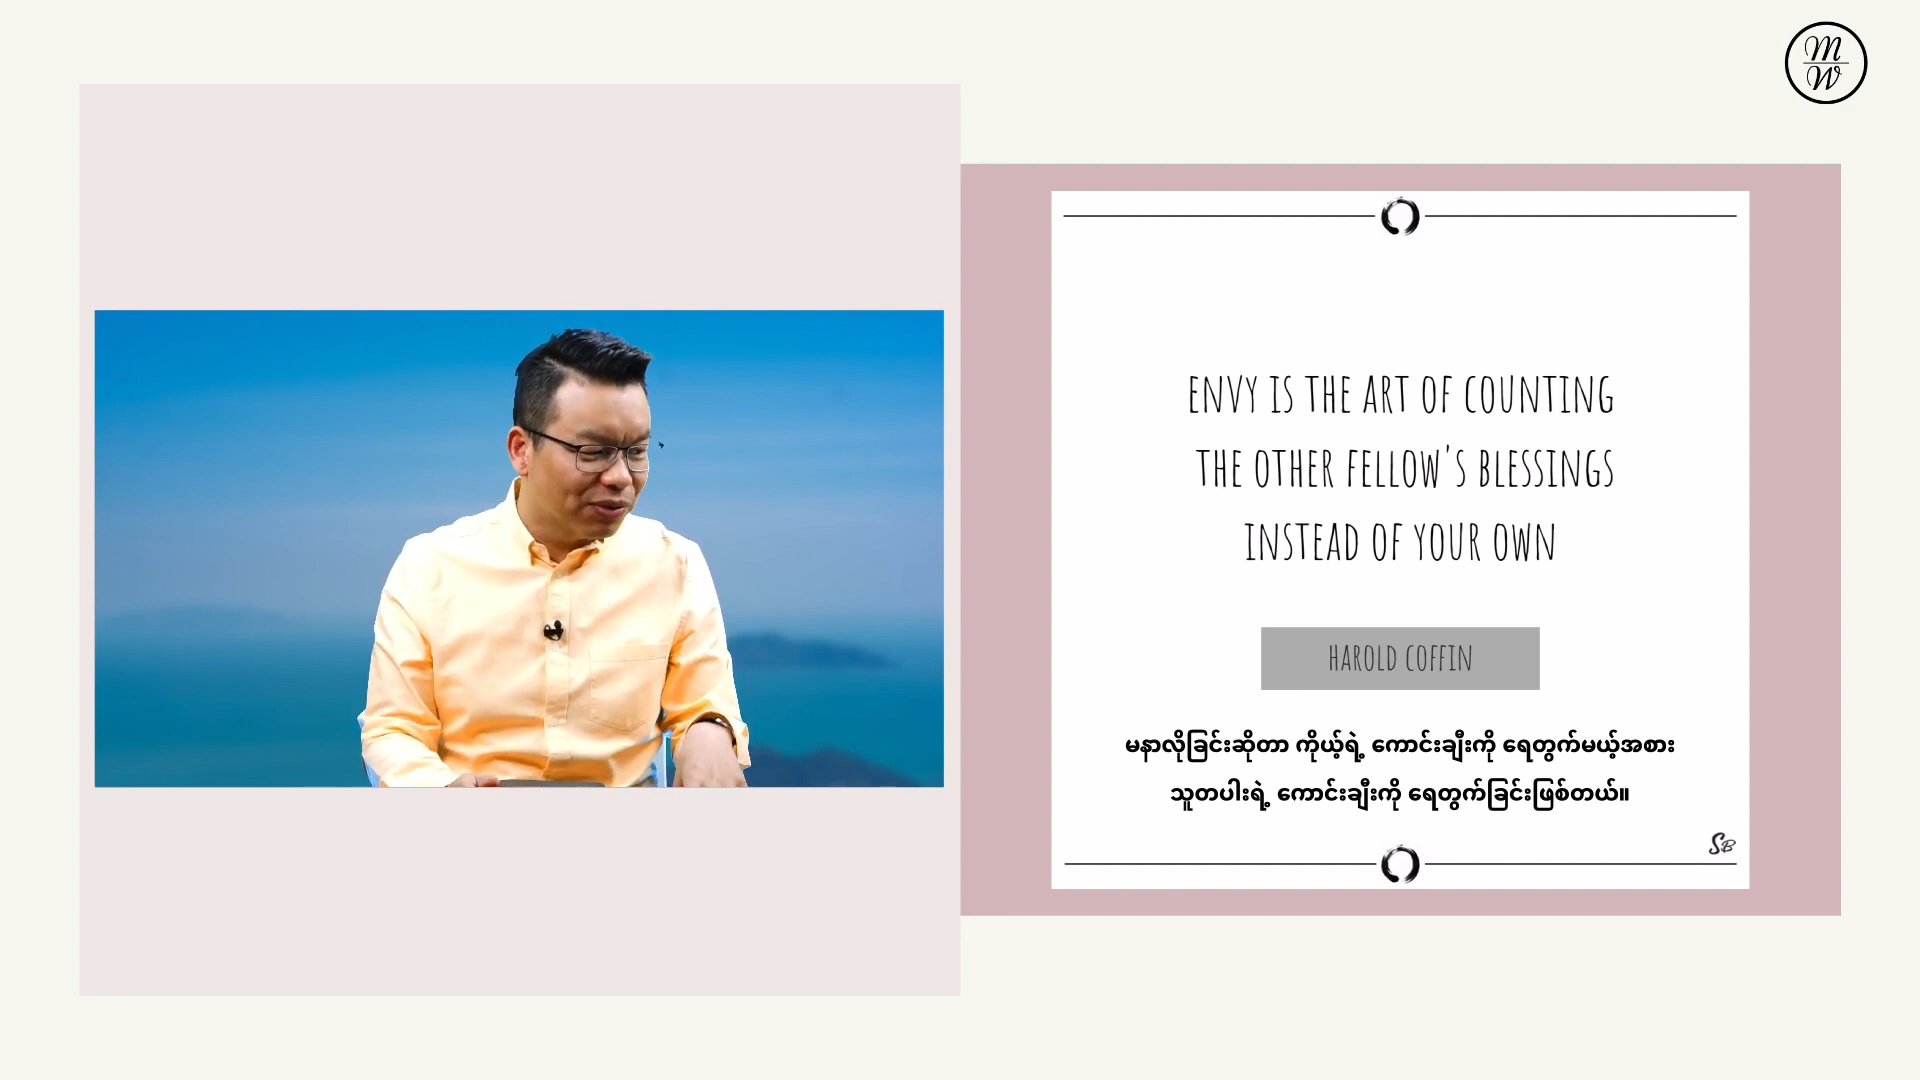 M
W
ENVY IS THE ART OF COUNTING
THE OTHER FELLOW'S BLESSINGS
INSTEAD OF YOUR OWN
HAROLD COFFIN
မနာလိုခြင်းဆိုတာ ကိုယ့်ရဲ့ ကောင်းချီးကို ရေတွက်မယ့်အစား
သူတပါးရဲ့ ကောင်းချီးကို ရေတွက်ခြင်းဖြစ်တယ်။
SB